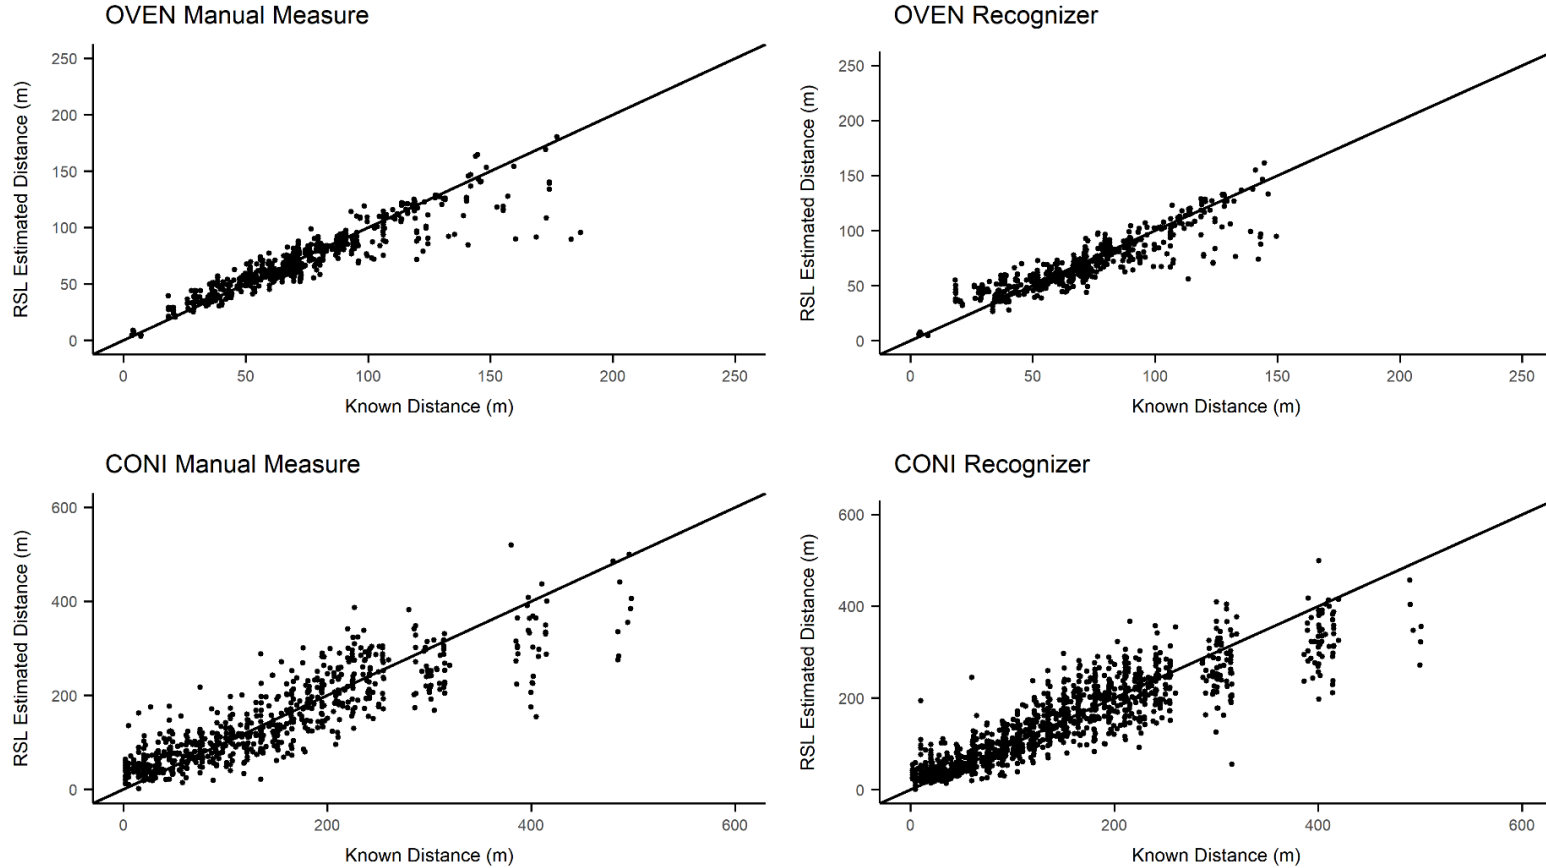 OVEN Manual Measure
RSL Estimated Distance (m)
250
200
150
100
50
0
0 50 100 150 200 250
Known Distance (m)
OVEN Recognizer
RSL Estimated Distance (m)
250
200
150
100
50
0
0 50 100 150 200 250
Known Distance (m)
CONI Manual Measure
RSL Estimated Distance (m)
600
400
200
0
0 200 400 600
Known Distance (m)
CONI Recognizer
RSL Estimated Distance (m)
600
400
200
0
0 200 400 600
Known Distance (m)